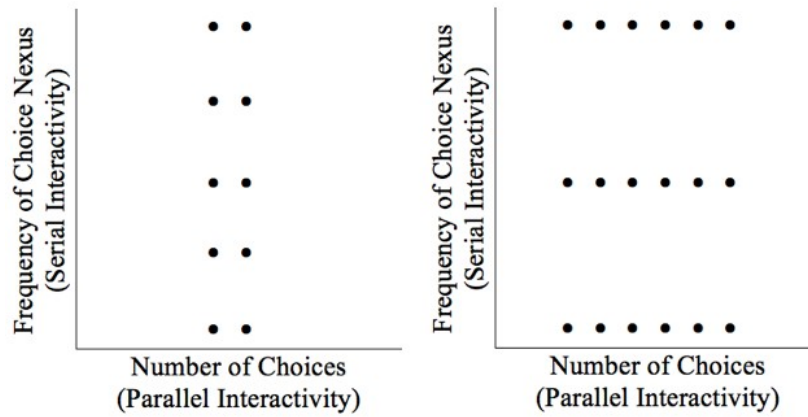 Frequency of Choice Nexus
(Serial Interactivity)
Number of Choices
(Parallel Interactivity)
Frequency of Choice Nexus
(Serial Interactivity)
Number of Choices
(Parallel Interactivity)